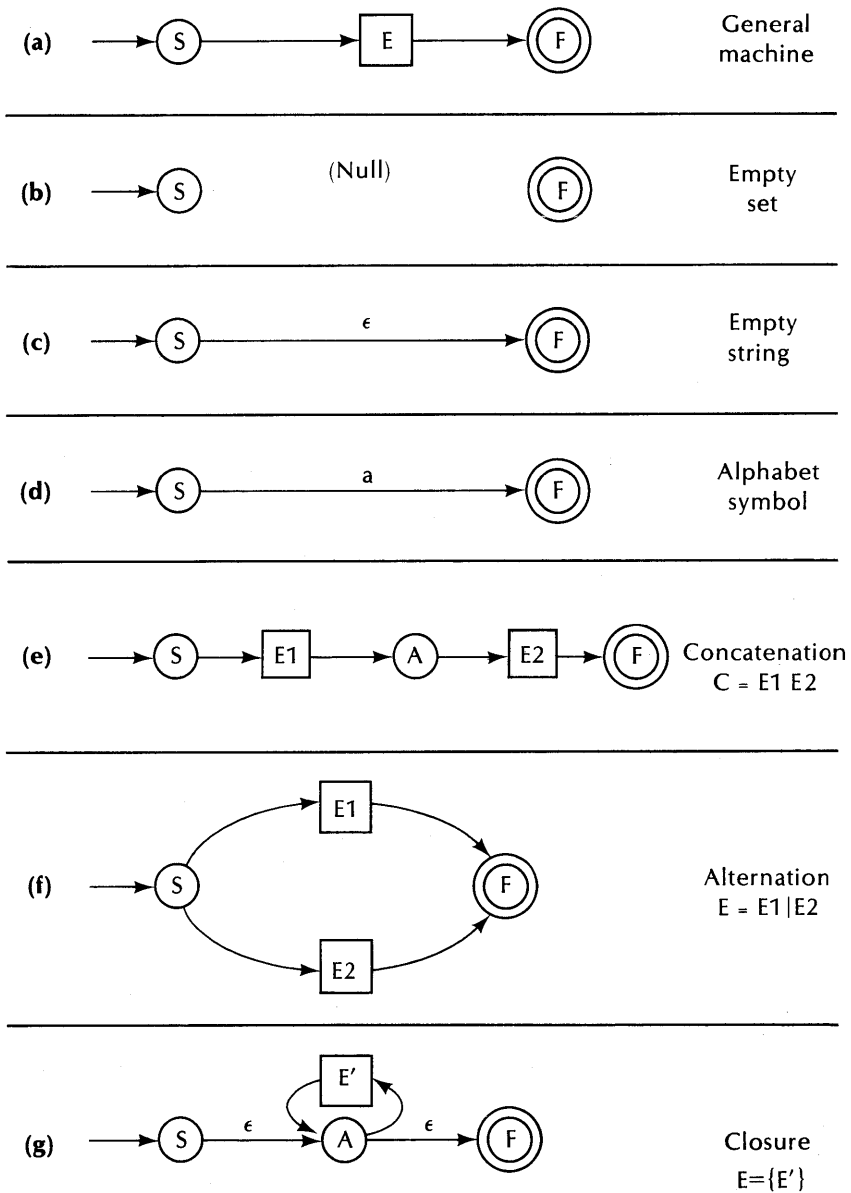 (a) S E F General
machine
(b) S (Null) F Empty
set
(c) S ϵ F Empty
string
(d) S a F Alphabet
symbol
(e) S E1 A E2 F Concatenation
C = E1 E2
E1
(f) S F Alternation
E = E1|E2
E2
E′
(g) S ϵ A ϵ F Closure
E={E′}